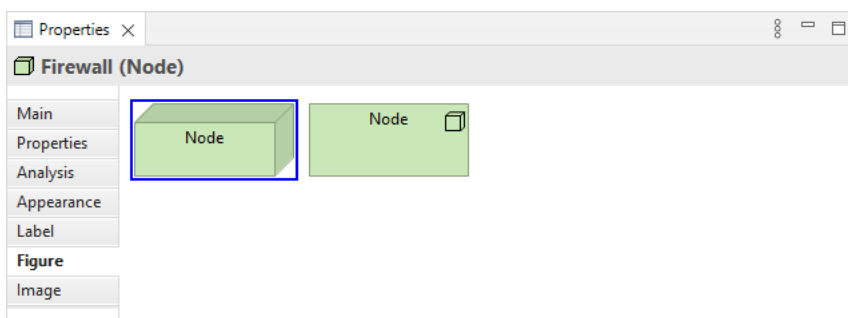 Properties
Firewall (Node)
Main
Properties
Analysis
Appearance
Label
Figure
Image
Node
Node